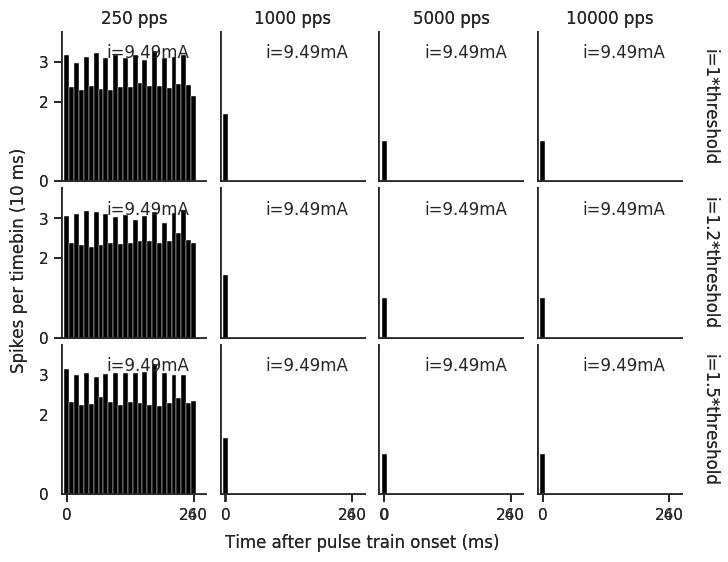 250 pps 1000 pps 5000 pps 10000 pps
i=9.49mA i=9.49mA i=9.49mA i=9.49mA
i=1*threshold
3
2
0
i=9.49mA i=9.49mA i=9.49mA i=9.49mA
i=1.2*threshold
3
2
0
Spikes per timebin (10 ms)
i=9.49mA i=9.49mA i=9.49mA i=9.49mA
i=1.5*threshold
3
2
0
0 0 0 0
Time after pulse train onset (ms)